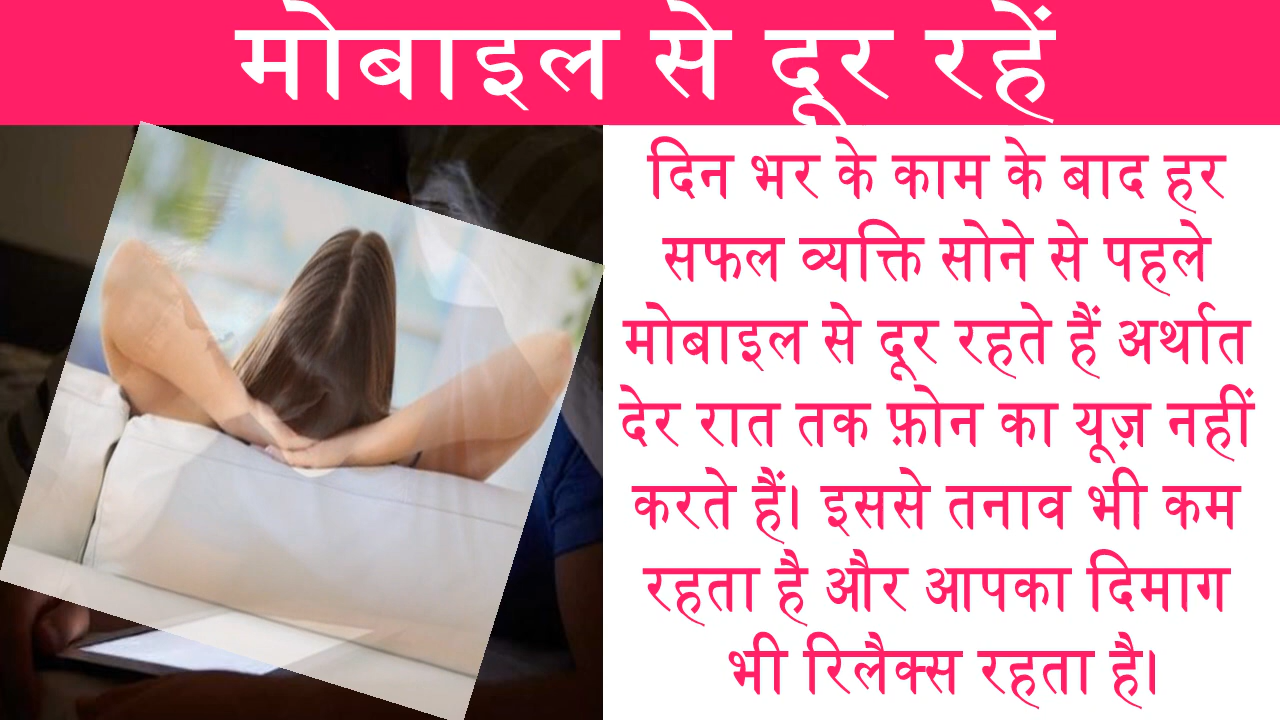 मोबाइल से दूर रहें
दिन भर के काम के बाद हर
सफल व्यक्ति सोने से पहले
मोबाइल से दूर रहते हैं अर्थात
देर रात तक फ़ोन का यूज़ नहीं
करते हैं। इससे तनाव भी कम
रहता है और आपका दिमाग
भी रिलैक्स रहता है।